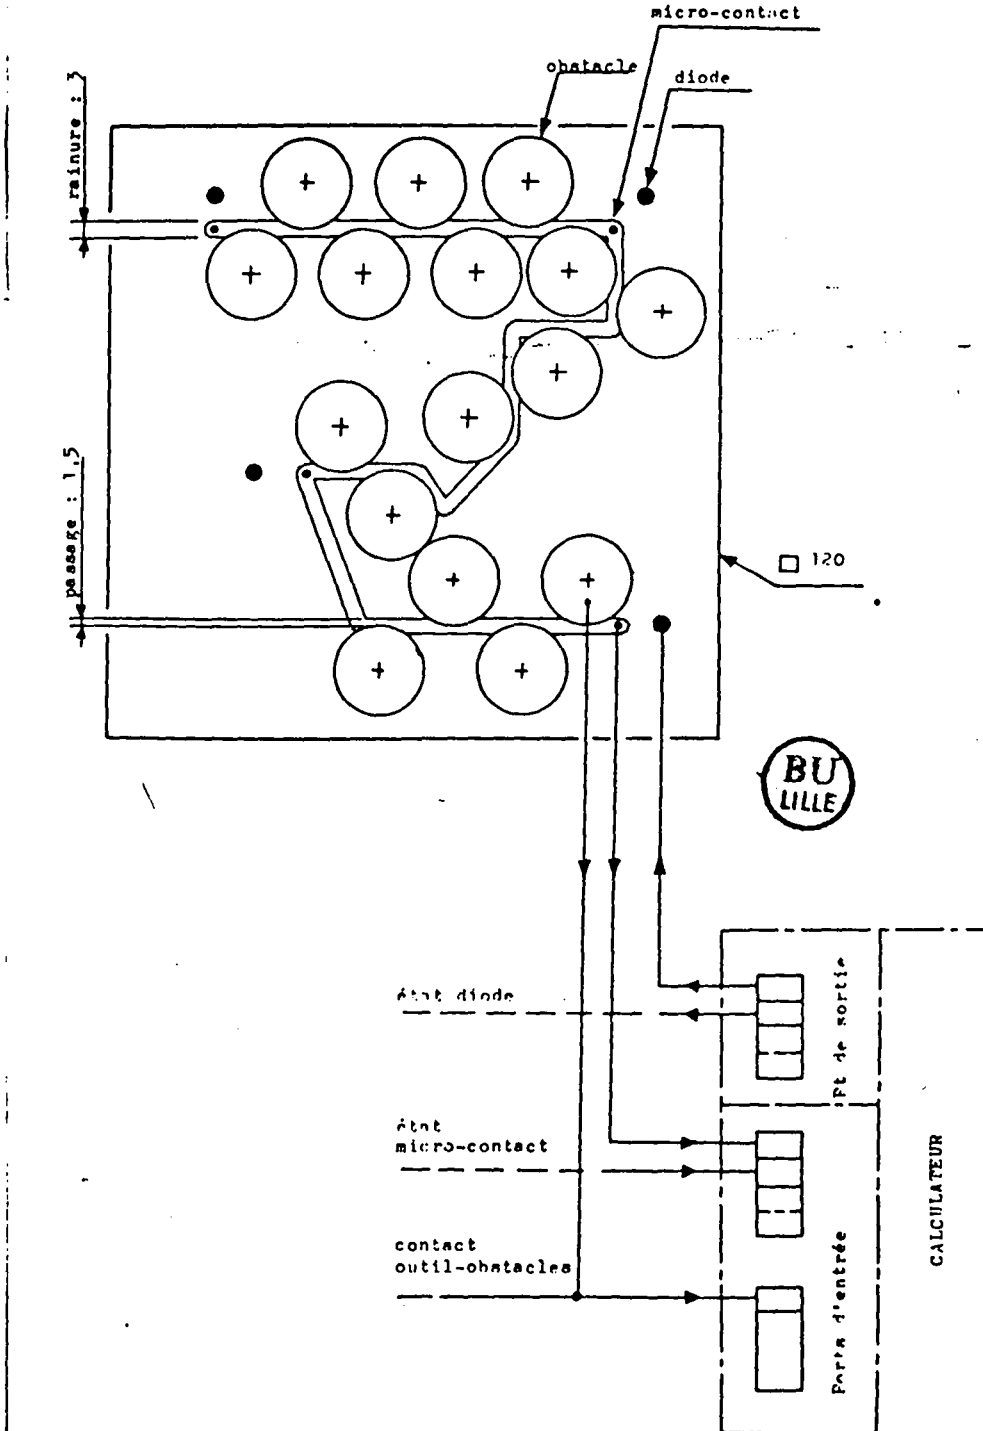 micro-contact
obstacle
diode
rainure : 3
passage : 1,5
□ 120
BU
LILLE
état diode
Pt de sortie
état
micro-contact
CALCULATEUR
contact
outil-obstacles
Ports d'entrée